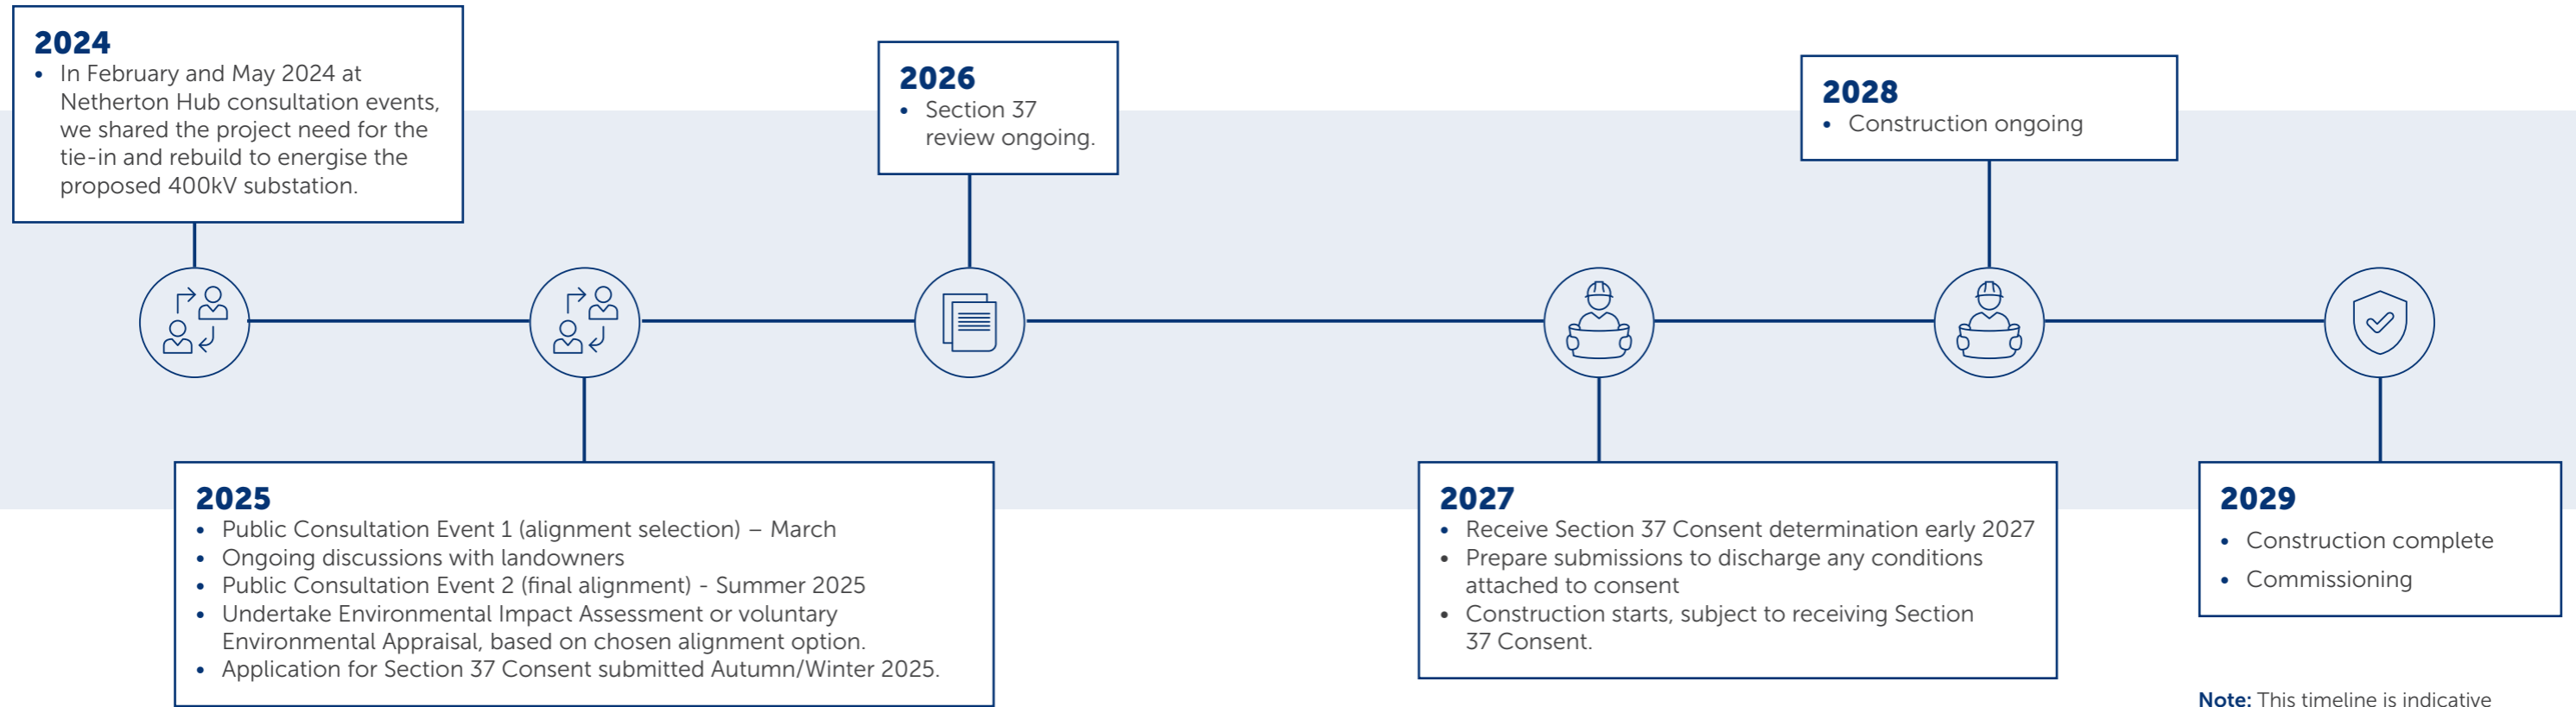 2024
• In February and May 2024 at
Netherton Hub consultation events,
we shared the project need for the
tie-in and rebuild to energise the
proposed 400kV substation.
2025
• Public Consultation Event 1 (alignment selection) – March
• Ongoing discussions with landowners
• Public Consultation Event 2 (final alignment) - Summer 2025
• Undertake Environmental Impact Assessment or voluntary
Environmental Appraisal, based on chosen alignment option.
• Application for Section 37 Consent submitted Autumn/Winter 2025.
2026
• Section 37
review ongoing.
2027
• Receive Section 37 Consent determination early 2027
• Prepare submissions to discharge any conditions
attached to consent
• Construction starts, subject to receiving Section
37 Consent.
2028
• Construction ongoing
2029
• Construction complete
• Commissioning
Note: This timeline is indicative